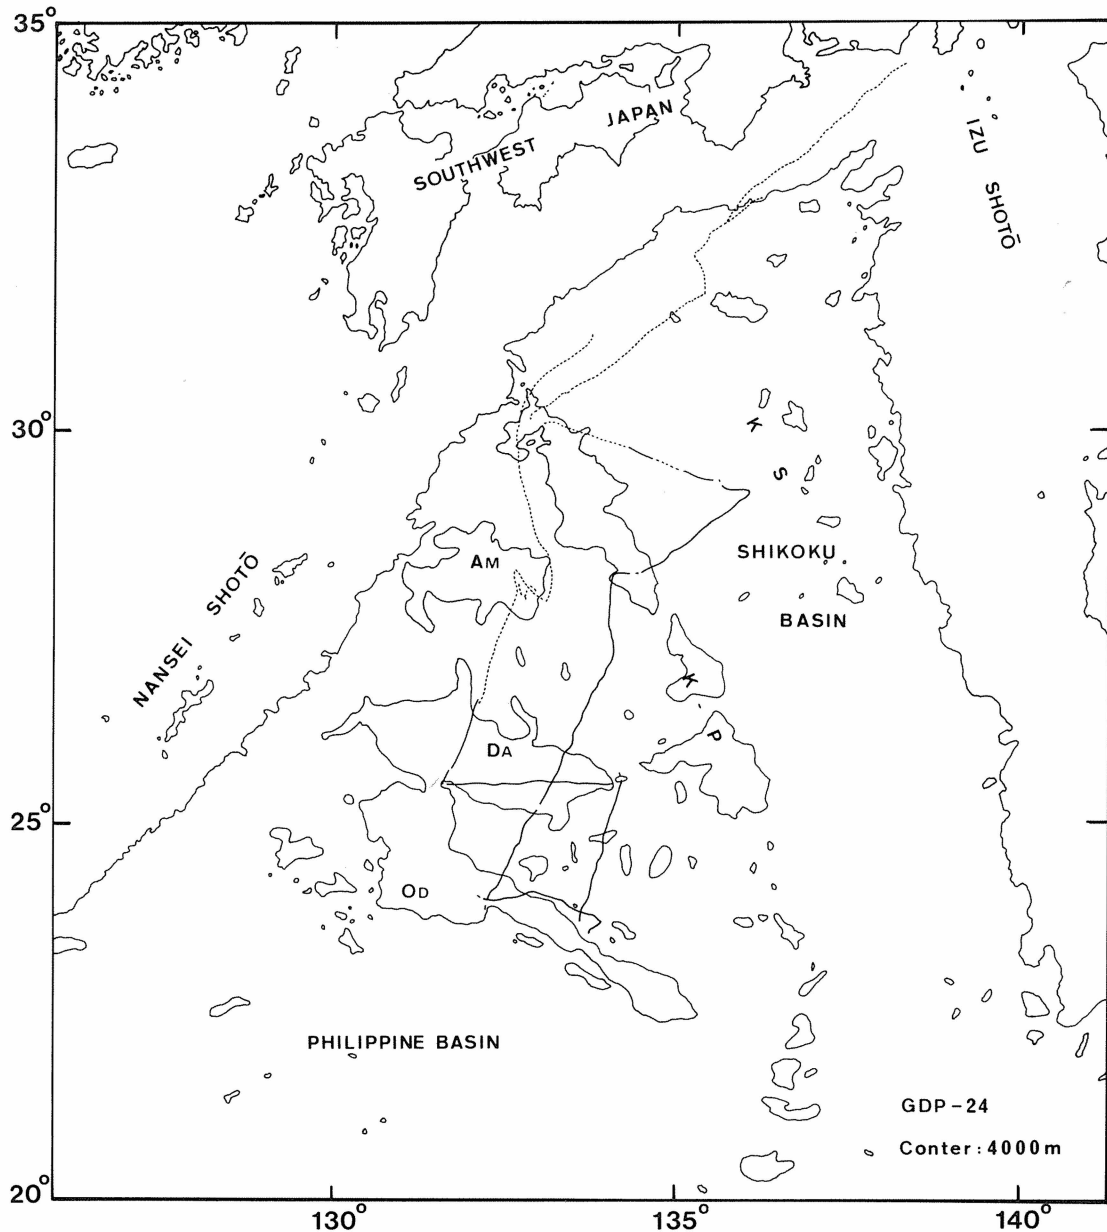 35°
SOUTHWEST JAPAN
IZU SHOTŌ
30°
K
S
NANSEI SHOTŌ
AM
SHIKOKU
BASIN
K-P
DA
25°
OD
PHILIPPINE BASIN
GDP-24
Conter: 4000m
20°
130° 135° 140°